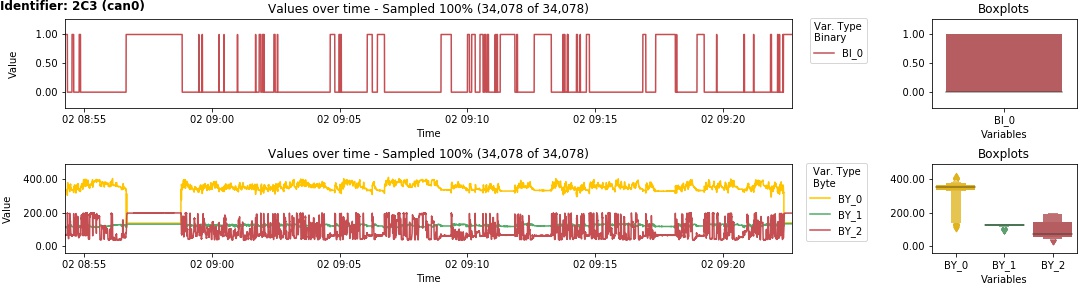 Identifier: 2C3 (can0)
Values over time - Sampled 100% (34,078 of 34,078)
Boxplots
Value
1.00
0.50
0.00
02 08:55
02 09:00
02 09:05
02 09:10
02 09:15
02 09:20
Time
Var. Type
Binary
BI_0
1.00
0.50
0.00
BI_0
Variables
Values over time - Sampled 100% (34,078 of 34,078)
Boxplots
Value
400.00
200.00
0.00
02 08:55
02 09:00
02 09:05
02 09:10
02 09:15
02 09:20
Time
Var. Type
Byte
BY_0
BY_1
BY_2
400.00
200.00
0.00
BY_0
BY_1
BY_2
Variables